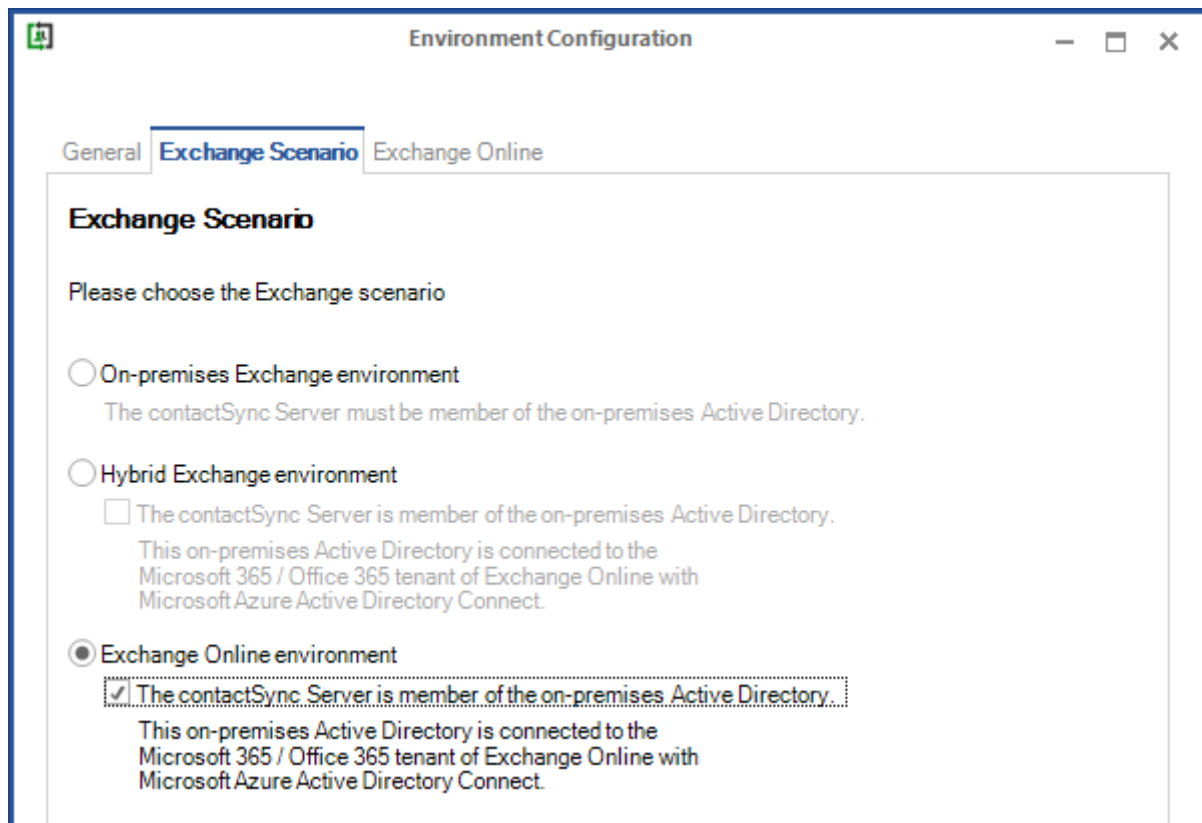 Environment Configuration
General Exchange Scenario Exchange Online
Exchange Scenario
Please choose the Exchange scenario
On-premises Exchange environment
The contactSync Server must be member of the on-premises Active Directory.
Hybrid Exchange environment
The contactSync Server is member of the on-premises Active Directory.
This on-premises Active Directory is connected to the
Microsoft 365 / Office 365 tenant of Exchange Online with
Microsoft Azure Active Directory Connect.
Exchange Online environment
The contactSync Server is member of the on-premises Active Directory.
This on-premises Active Directory is connected to the
Microsoft 365 / Office 365 tenant of Exchange Online with
Microsoft Azure Active Directory Connect.